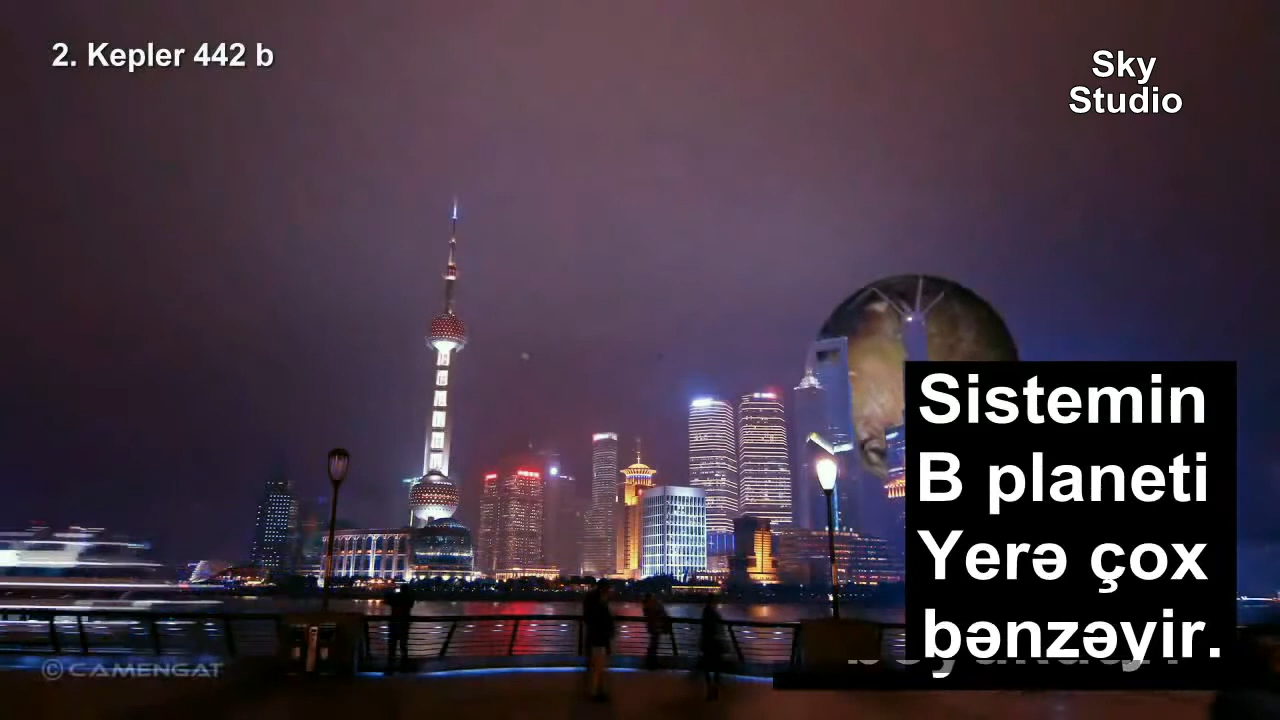 2. Kepler 442 b
Sky
Studio
Sistemin
B planeti
Yerə çox
bənzəyir.
© CAMENGAT